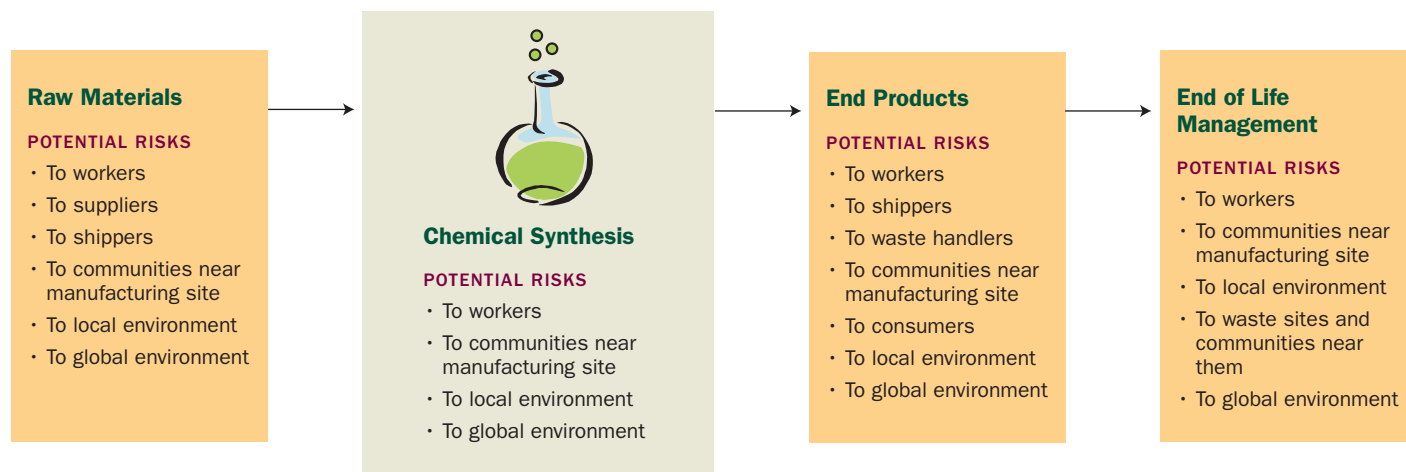 Raw Materials
POTENTIAL RISKS
• To workers
• To suppliers
• To shippers
• To communities near
manufacturing site
• To local environment
• To global environment
Chemical Synthesis
POTENTIAL RISKS
• To workers
• To communities near
manufacturing site
• To local environment
• To global environment
End Products
POTENTIAL RISKS
• To workers
• To shippers
• To waste handlers
• To communities near
manufacturing site
• To consumers
• To local environment
• To global environment
End of Life
Management
POTENTIAL RISKS
• To workers
• To communities near
manufacturing site
• To local environment
• To waste sites and
communities near
them
• To global environment